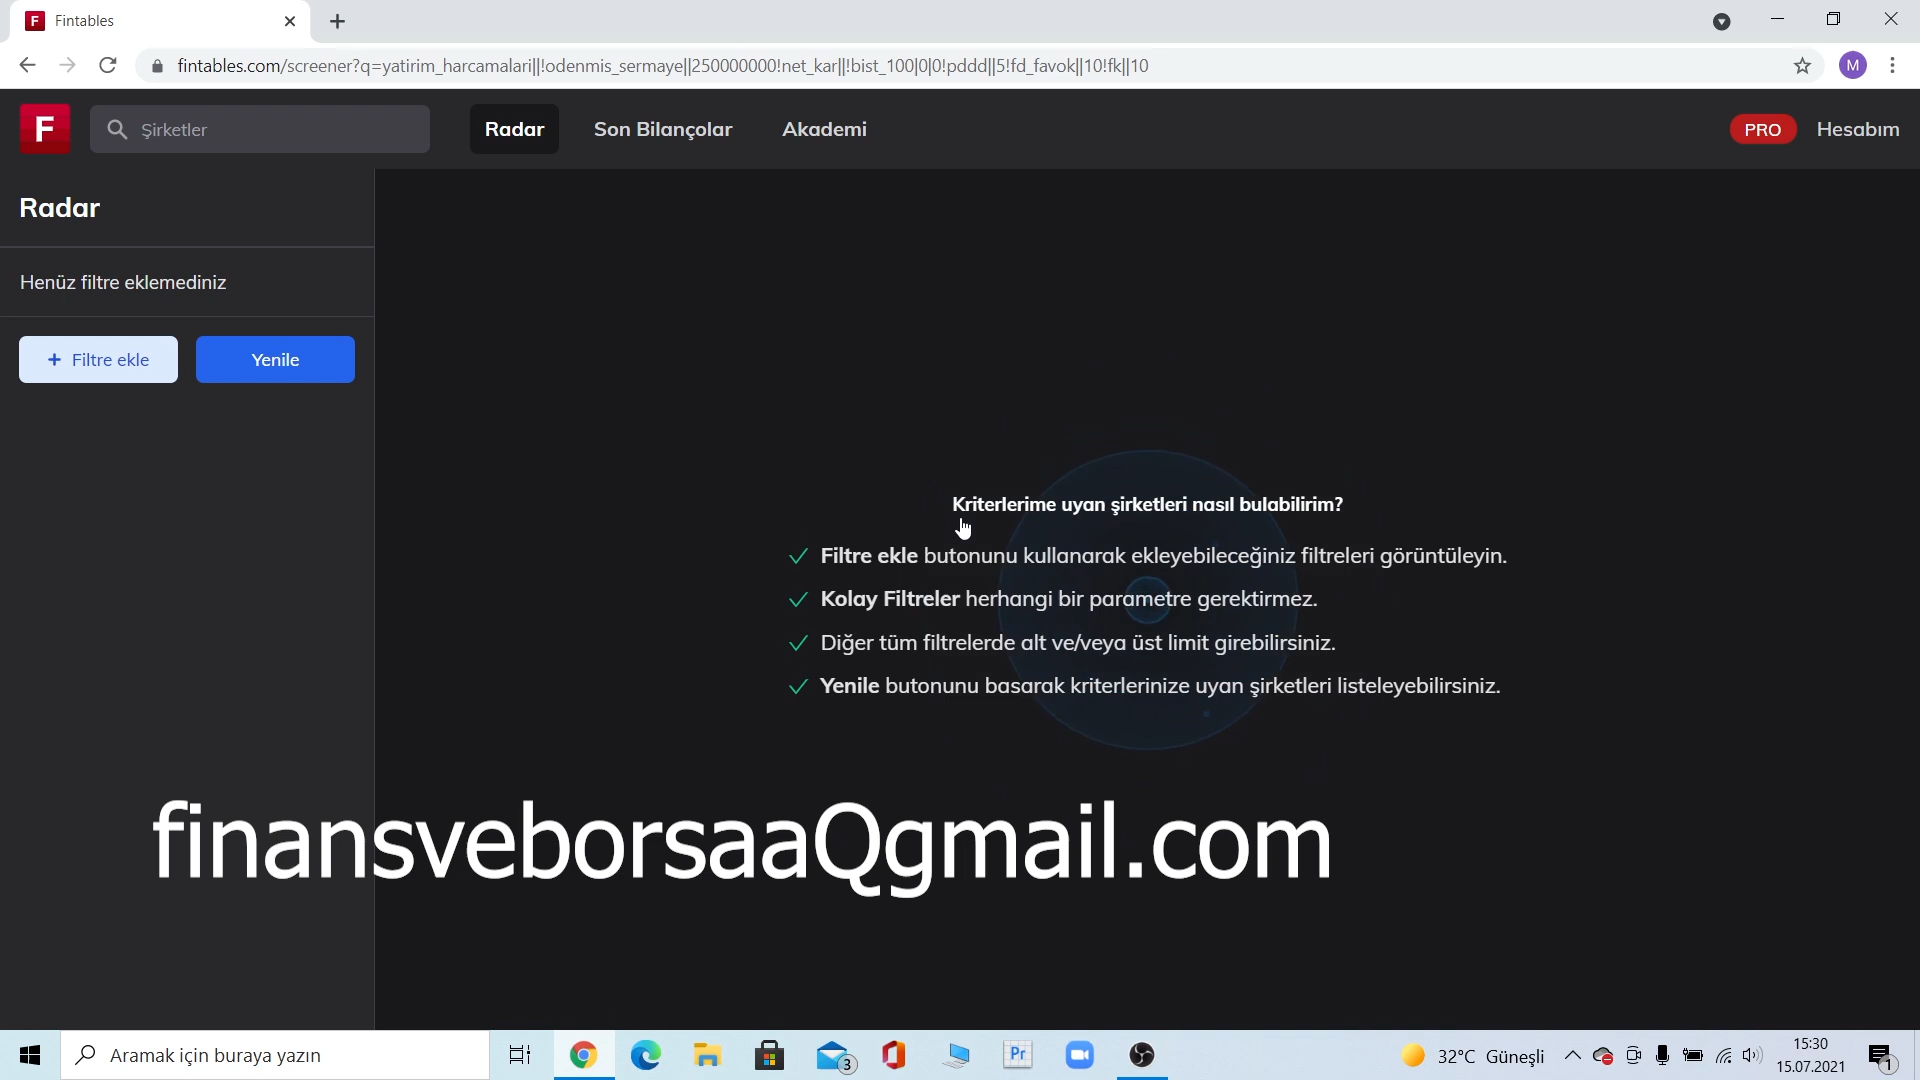 F Fintables
fintables.com/screener?q=yatirim_harcamalari||!odenmis_sermaye||250000000!net_kar||!bist_100|0|0!pddd||5!fd_favok||10!fk||10
M
F
Şirketler
Radar
Son Bilançolar
Akademi
PRO
Hesabım
Radar
Henüz filtre eklemediniz
+ Filtre ekle
Yenile
Kriterlerime uyan şirketleri nasıl bulabilirim?
Filtre ekle butonunu kullanarak ekleyebileceğiniz filtreleri görüntüleyin.
Kolay Filtreler herhangi bir parametre gerektirmez.
Diğer tüm filtrelerde alt ve/veya üst limit girebilirsiniz.
Yenile butonunu basarak kriterlerinize uyan şirketleri listeleyebilirsiniz.
finansveborsaaQgmail.com
Aramak için buraya yazın
3
Pr
32°C Güneşli
15:30
15.07.2021
1